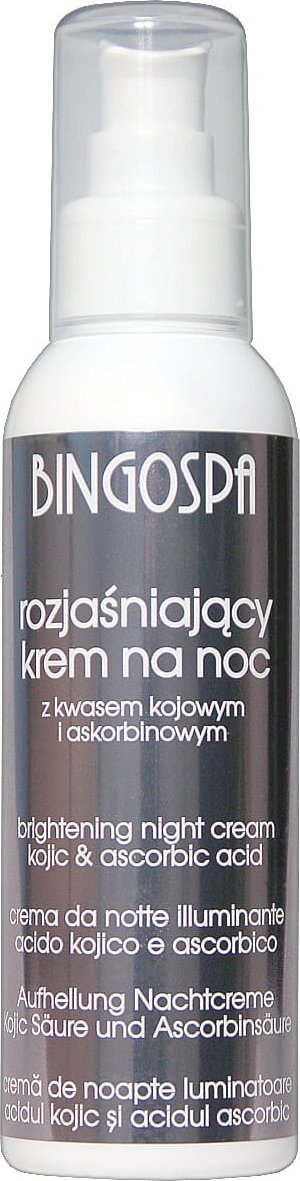 BINGOSPA
rozjaśniający
krem na noc
z kwasem kojowym
i askorbinowym
brightening night cream
kojic & ascorbic acid
crema da notte illuminante
acido kojico e ascorbico
Aufhellung Nachtcreme
Kojic Säure und Ascorbinsäure
cremă de noapte luminatoare
acidul kojic și acidul ascorbic